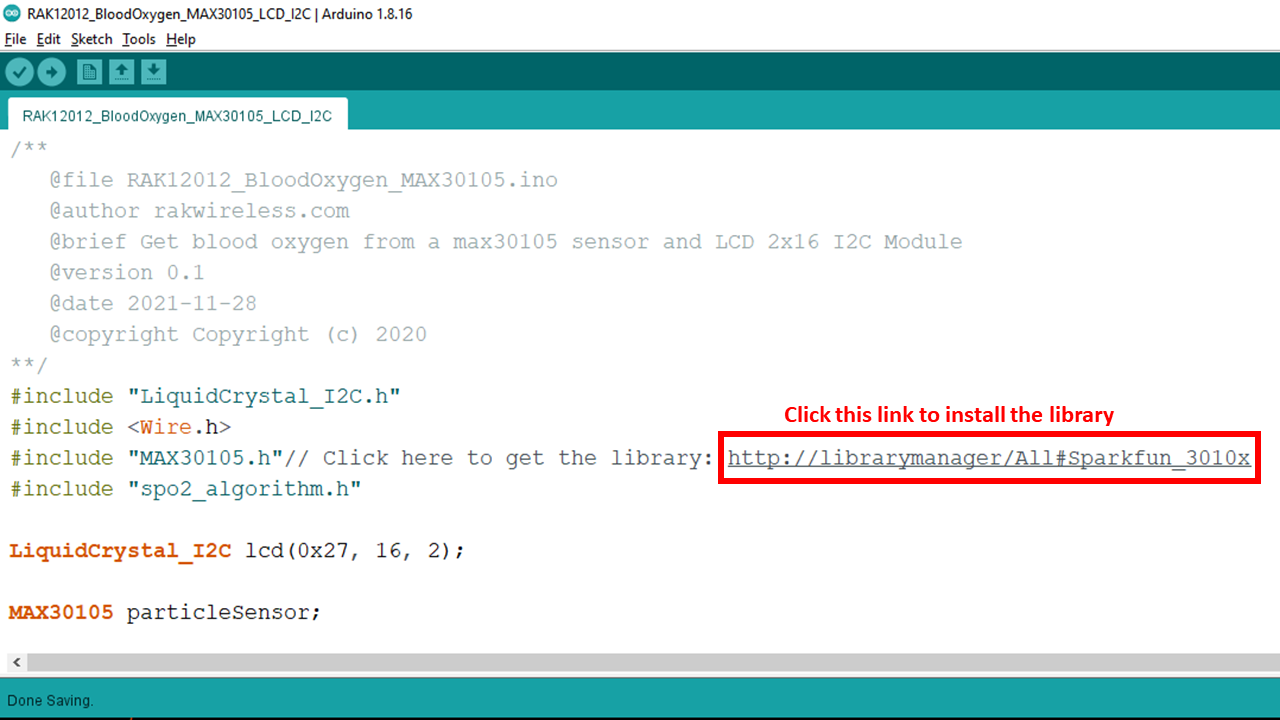 RAK12012_BloodOxygen_MAX30105_LCD_I2C | Arduino 1.8.16
File Edit Sketch Tools Help
RAK12012_BloodOxygen_MAX30105_LCD_I2C
/**
@file RAK12012_BloodOxygen_MAX30105.ino
@author rakwireless.com
@brief Get blood oxygen from a max30105 sensor and LCD 2x16 I2C Module
@version 0.1
@date 2021-11-28
@copyright Copyright (c) 2020
**/
#include "LiquidCrystal_I2C.h"
#include <Wire.h>
Click this link to install the library
#include "MAX30105.h"// Click here to get the library: http://librarymanager/All#Sparkfun_3010x
#include "spo2_algorithm.h"
LiquidCrystal_I2C lcd(0x27, 16, 2);
MAX30105 particleSensor;
Done Saving.